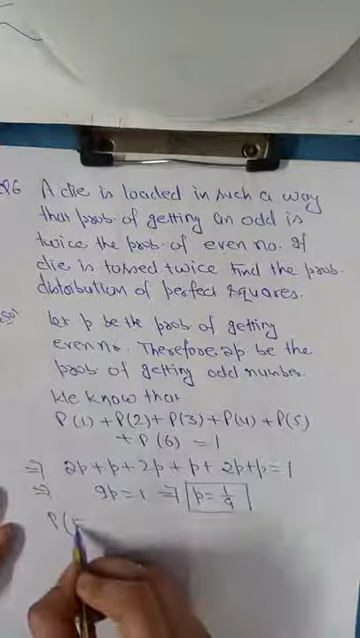 Q6 A die is loaded in such a way
that prob of getting an odd is
twice the prob. of even no. If
die is tossed twice find the prob.
distribution of perfect squares.
Sol let p be the prob of getting
even no. Therefore 2p be the
prob of getting odd number.
We know that
P(1) + P(2) + P(3) + P(4) + P(5)
+ P(6) = 1
⇒ 2p + p + 2p + p + 2p + p = 1
⇒ 9p = 1 ⇒ p = 1/9
P(